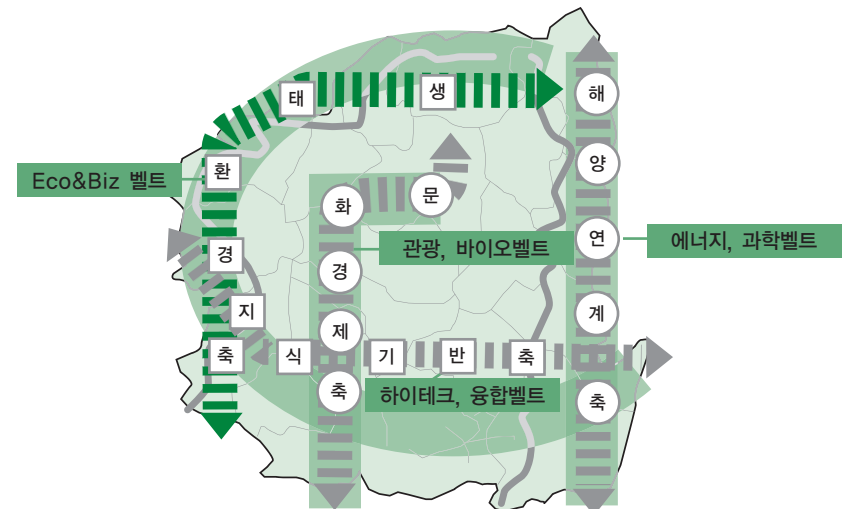 태
생
해
환
Eco&Biz 벨트
화
문
양
경
관광, 바이오벨트
경
연
에너지, 과학벨트
지
제
계
축
식
기
반
축
축
하이테크, 융합벨트
축